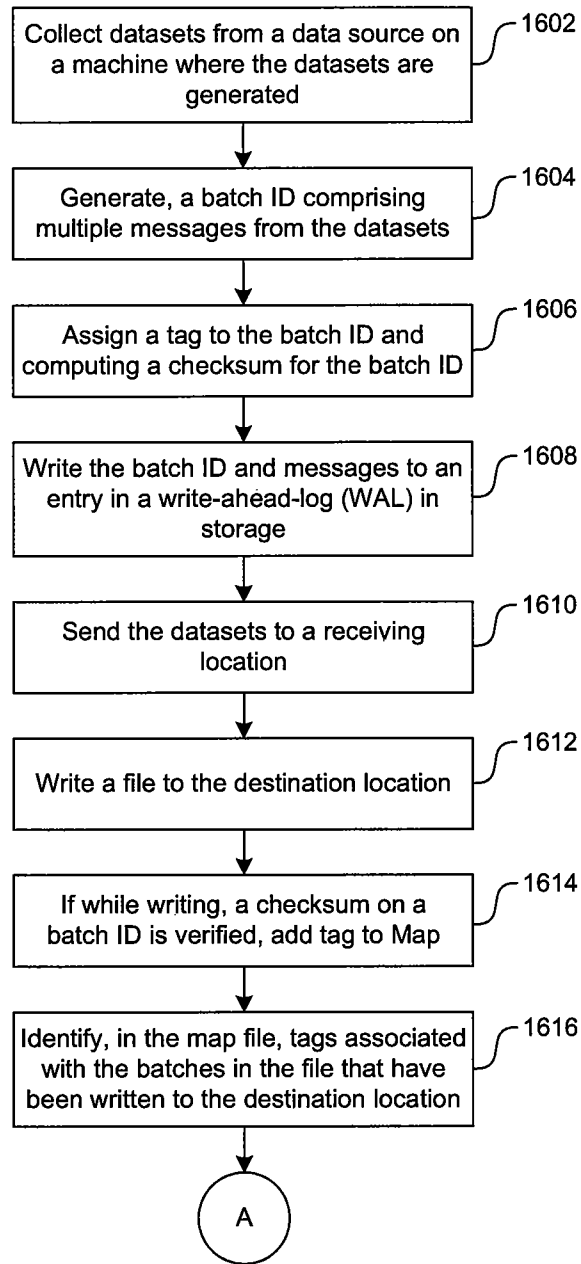 Collect datasets from a data source on
a machine where the datasets are
generated
1602
Generate, a batch ID comprising
multiple messages from the datasets
1604
Assign a tag to the batch ID and
computing a checksum for the batch ID
1606
Write the batch ID and messages to an
entry in a write-ahead-log (WAL) in
storage
1608
Send the datasets to a receiving
location
1610
Write a file to the destination location
1612
If while writing, a checksum on a
batch ID is verified, add tag to Map
1614
Identify, in the map file, tags associated
with the batches in the file that have
been written to the destination location
1616
A